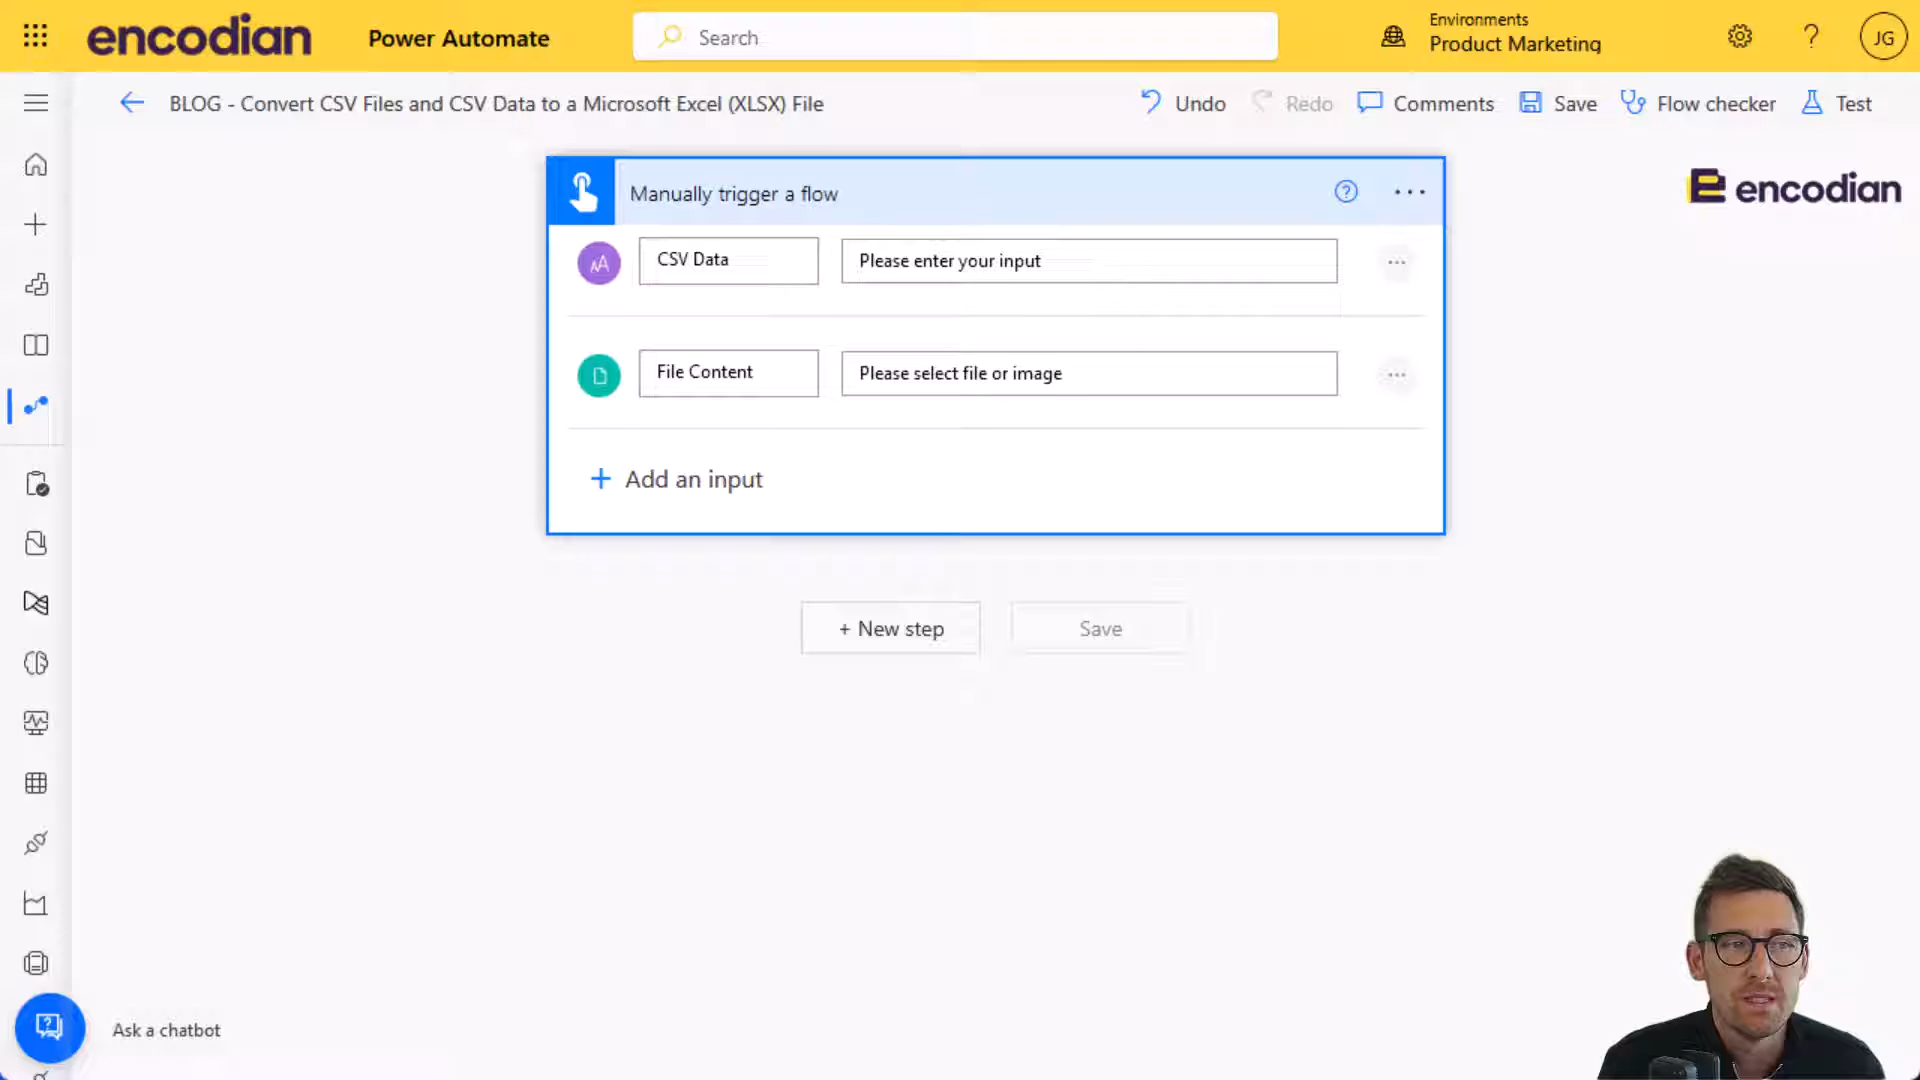 encodian
Power Automate
Search
Environments
Product Marketing
?
JG
BLOG - Convert CSV Files and CSV Data to a Microsoft Excel (XLSX) File
Undo
Redo
Comments
Save
Flow checker
Test
Manually trigger a flow
?
...
encodian
AA
CSV Data
Please enter your input
...
File Content
Please select file or image
...
+ Add an input
+ New step
Save
?
Ask a chatbot